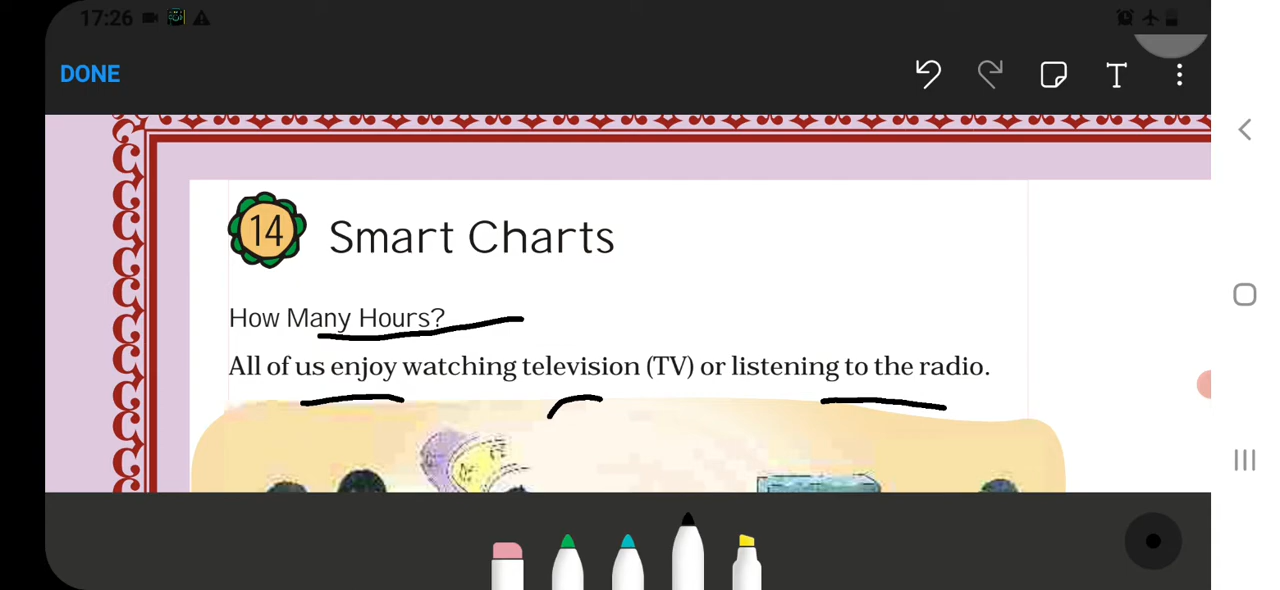 17:26
DONE
T
14 Smart Charts
How Many Hours?
All of us enjoy watching television (TV) or listening to the radio.